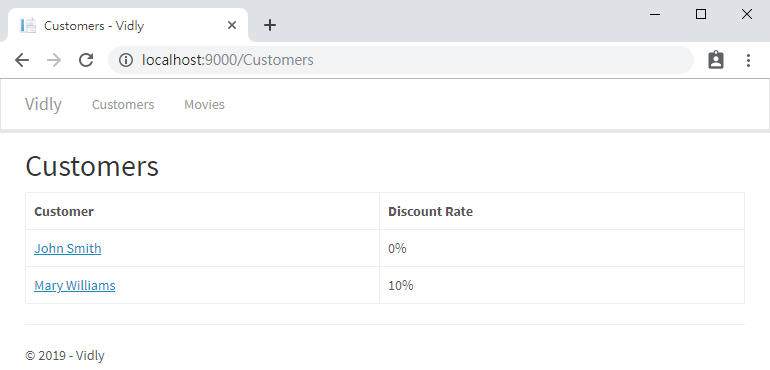 Customers - Vidly
localhost:9000/Customers
Vidly Customers Movies
Customers
Customer Discount Rate
John Smith 0%
Mary Williams 10%
© 2019 - Vidly